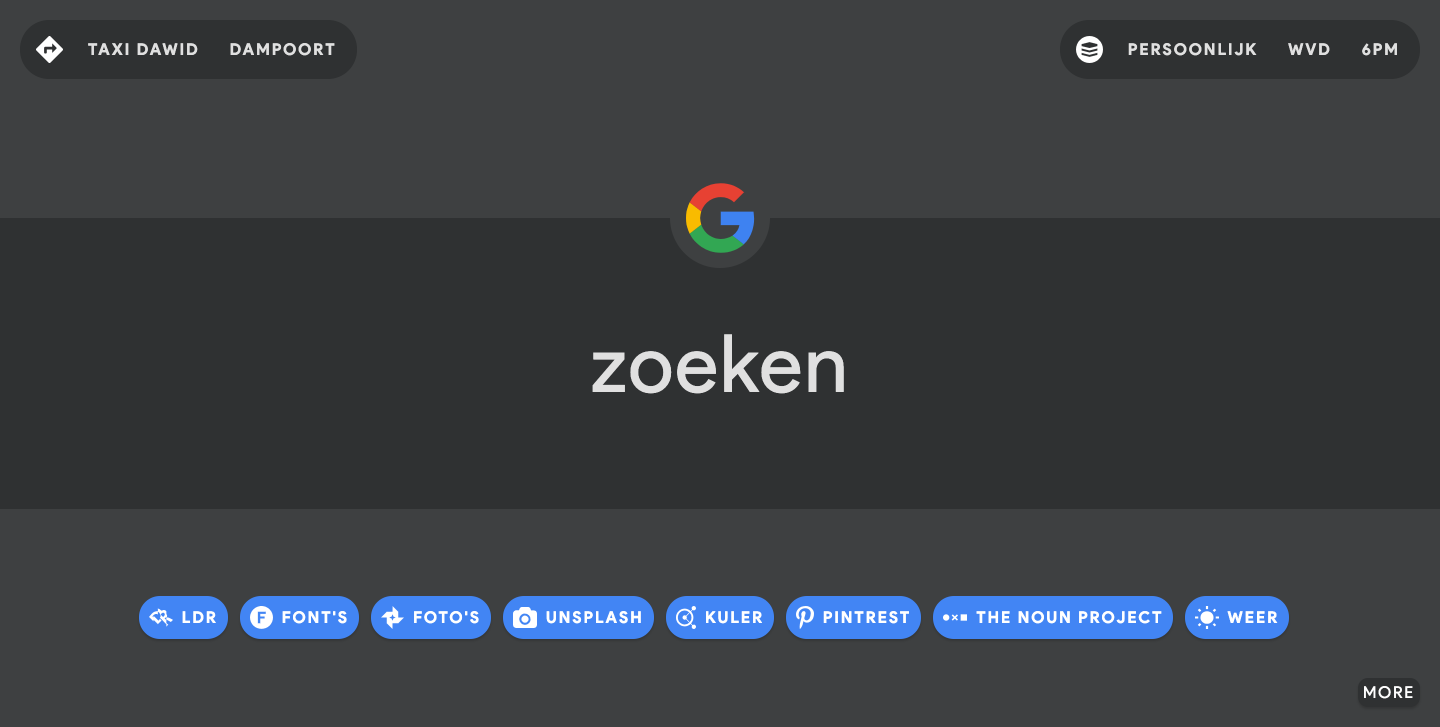 TAXI DAWID DAMPOORT PERSOONLIJK WVD 6PM
zoeken
LDR FONT'S FOTO'S UNSPLASH KULER PINTREST THE NOUN PROJECT WEER
MORE